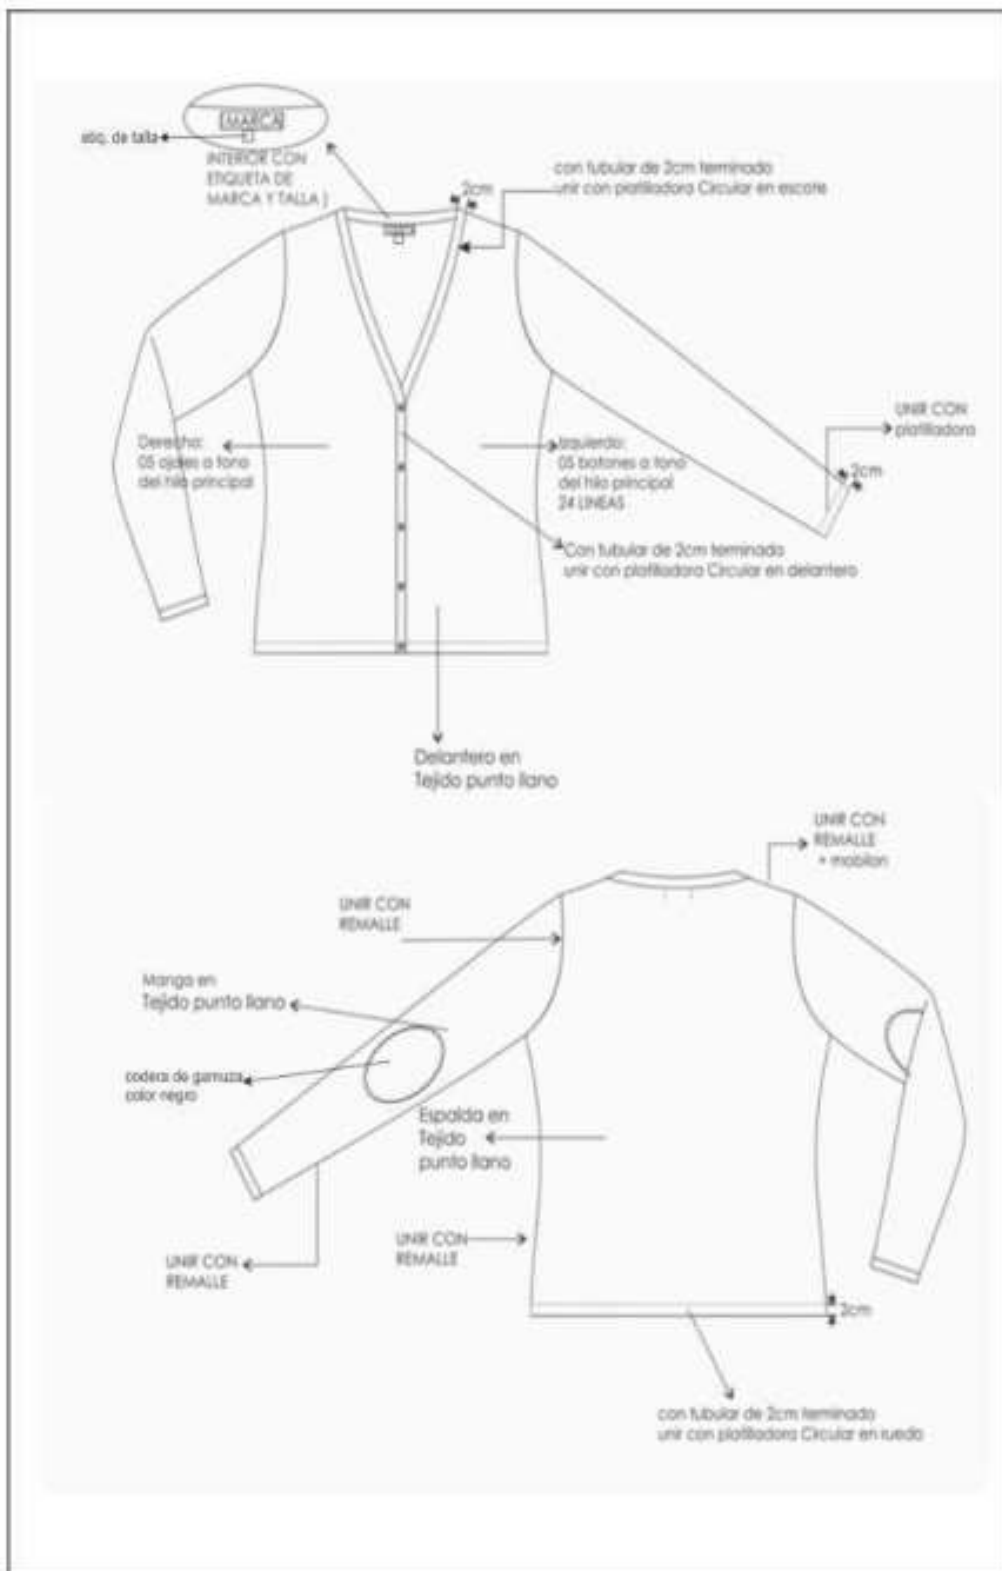 MARCA
etiq. de talla
INTERIOR CON
ETIQUETA DE
MARCA Y TALLA )
2cm
con tubular de 2cm terminado
unir con platilladora Circular en escote
UNIR CON
platilladora
2cm
Derecha:
05 ojales a tono
del hilo principal
Izquierdo:
05 botones a tono
del hilo principal
24 LINEAS
Con tubular de 2cm terminado
unir con platilladora Circular en delantero
Delantero en
Tejido punto llano
UNIR CON
REMALLE
+ mobilon
UNIR CON
REMALLE
Manga en
Tejido punto llano
codera de gamuza
color negro
Espalda en
Tejido
punto llano
UNIR CON
REMALLE
UNIR CON
REMALLE
2cm
con tubular de 2cm terminado
unir con platilladora Circular en ruedo